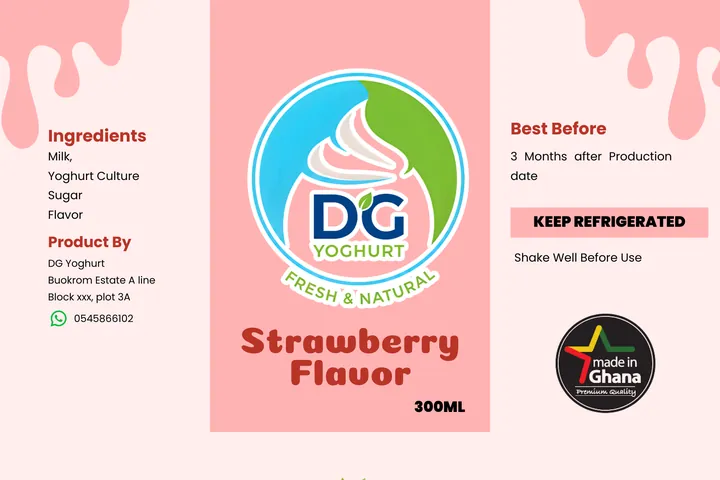 Ingredients
Milk,
Yoghurt Culture
Sugar
Flavor
Product By
DG Yoghurt
Buokrom Estate A line
Block xxx, plot 3A
0545866102
DG
YOGHURT
FRESH & NATURAL
Strawberry
Flavor
300ML
Best Before
3 Months after Production
date
KEEP REFRIGERATED
Shake Well Before Use
made in
Ghana
Premium Quality